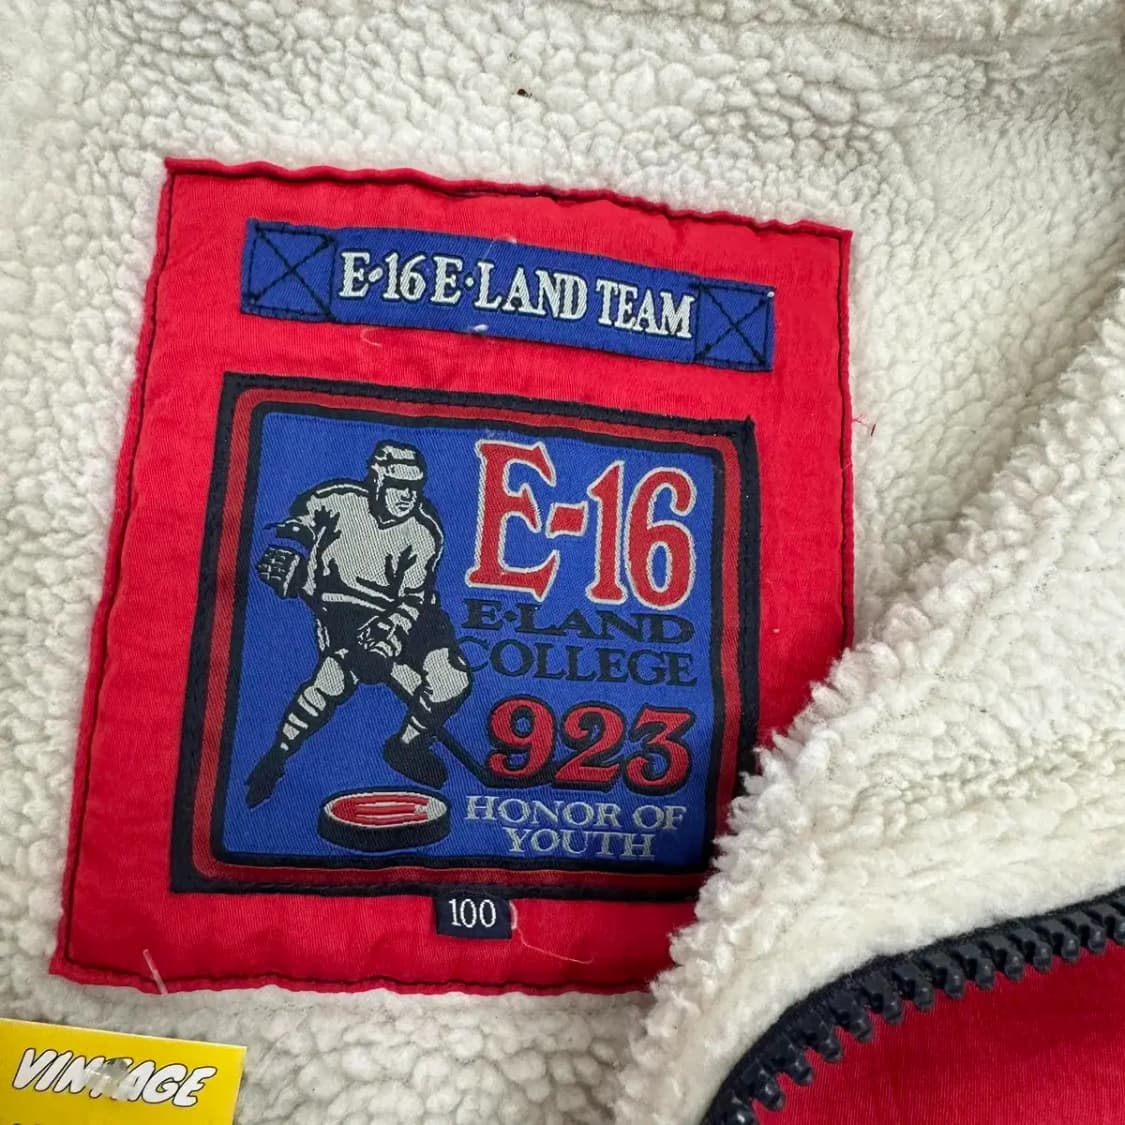 E·16 E·LAND TEAM
E-16
E·LAND
COLLEGE
923
HONOR OF
YOUTH
100
VINTAGE